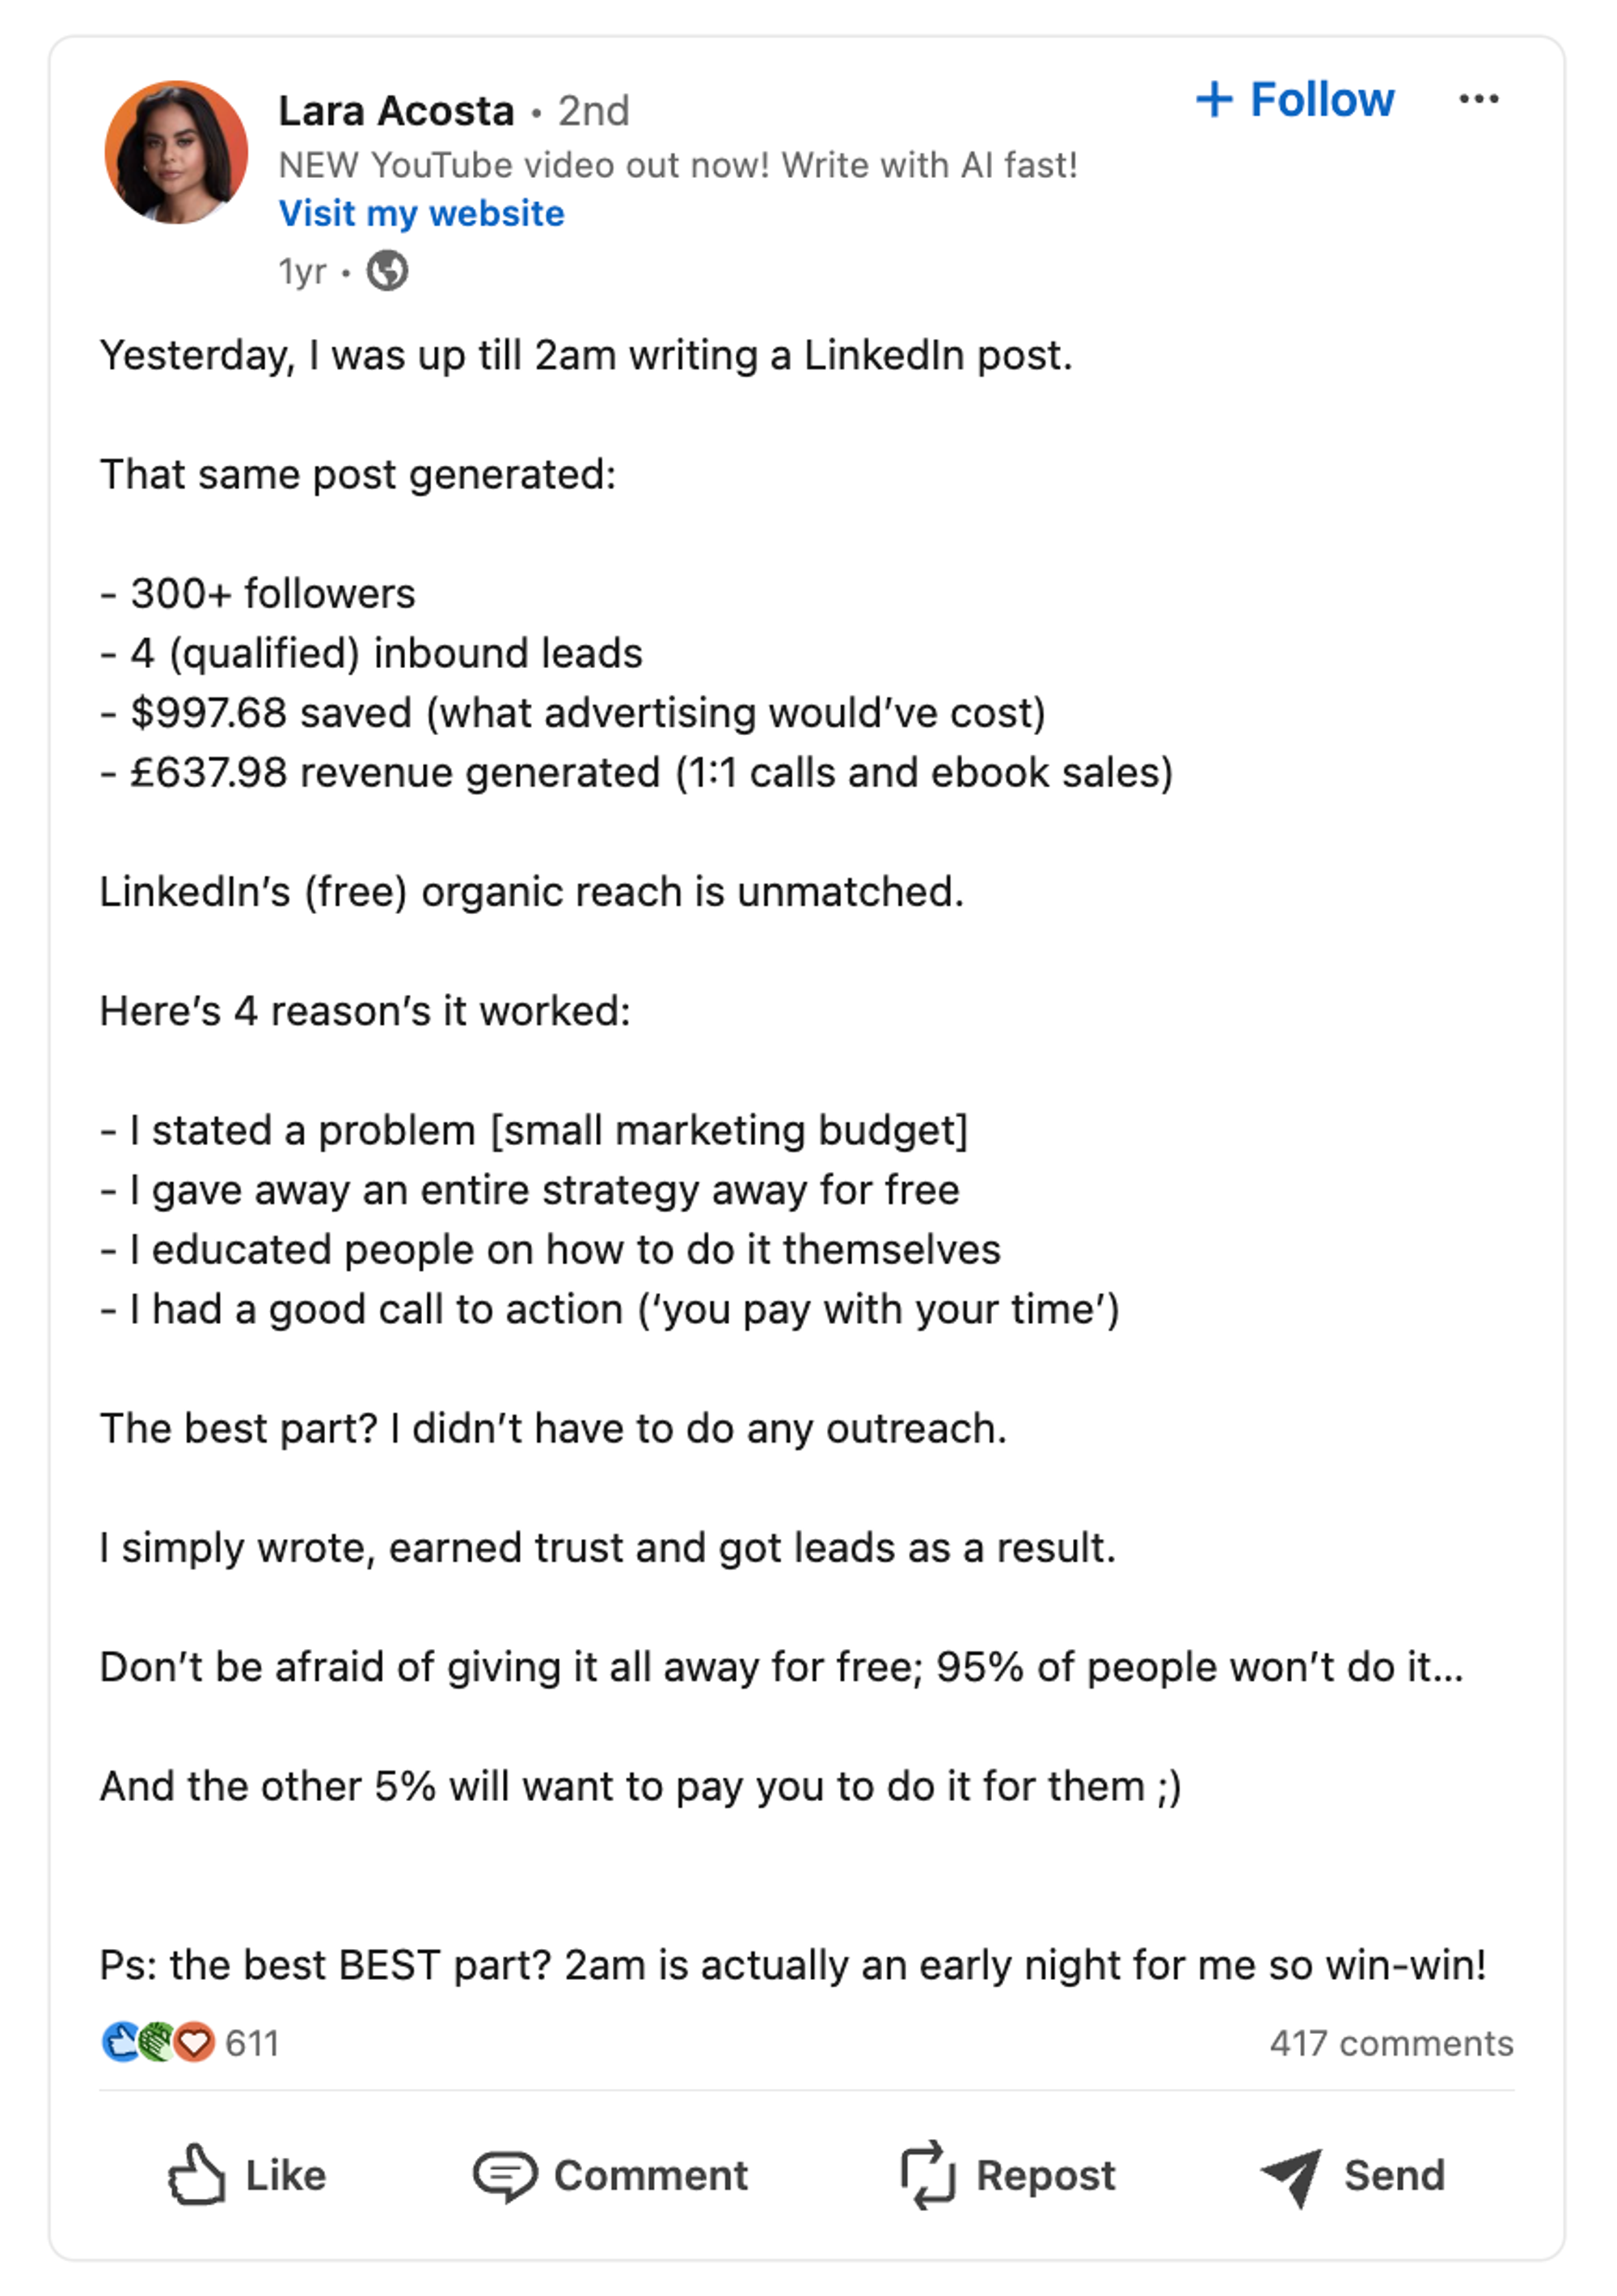 Lara Acosta • 2nd
+ Follow ...
NEW YouTube video out now! Write with AI fast!
Visit my website
1yr •
Yesterday, I was up till 2am writing a LinkedIn post.
That same post generated:
- 300+ followers
- 4 (qualified) inbound leads
- $997.68 saved (what advertising would’ve cost)
- £637.98 revenue generated (1:1 calls and ebook sales)
LinkedIn’s (free) organic reach is unmatched.
Here’s 4 reason’s it worked:
- I stated a problem [small marketing budget]
- I gave away an entire strategy away for free
- I educated people on how to do it themselves
- I had a good call to action (‘you pay with your time’)
The best part? I didn’t have to do any outreach.
I simply wrote, earned trust and got leads as a result.
Don’t be afraid of giving it all away for free; 95% of people won’t do it...
And the other 5% will want to pay you to do it for them ;)
Ps: the best BEST part? 2am is actually an early night for me so win-win!
611 417 comments
Like Comment Repost Send